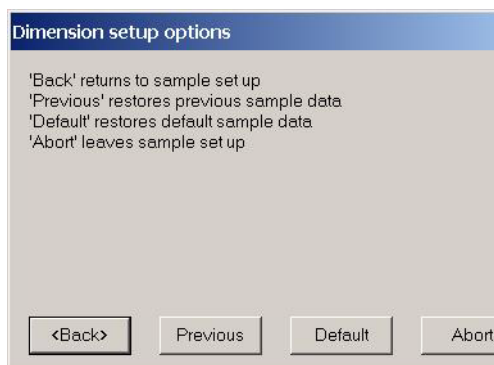 Dimension setup options
'Back' returns to sample set up
'Previous' restores previous sample data
'Default' restores default sample data
'Abort' leaves sample set up
<Back> Previous Default Abort